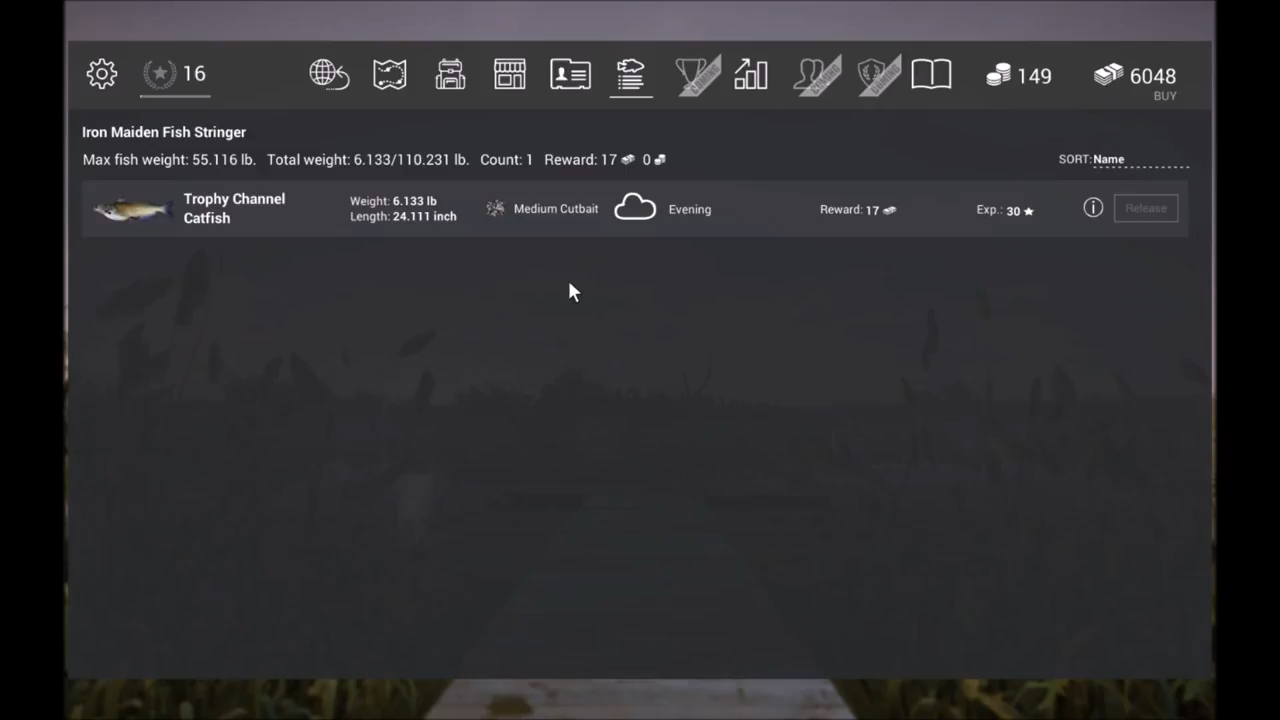 16
149
6048
BUY
Iron Maiden Fish Stringer
Max fish weight: 55.116 lb. Total weight: 6.133/110.231 lb. Count: 1 Reward: 17 0
SORT: Name
Trophy Channel
Catfish
Weight: 6.133 lb
Length: 24.111 inch
Medium Cutbait
Evening
Reward: 17
Exp.: 30
Release